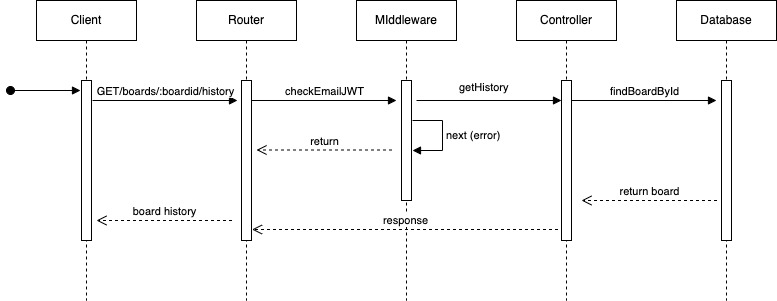 Client
Router
MIddleware
Controller
Database
GET/boards/:boardid/history
checkEmailJWT
getHistory
findBoardById
next (error)
return
return board
board history
response